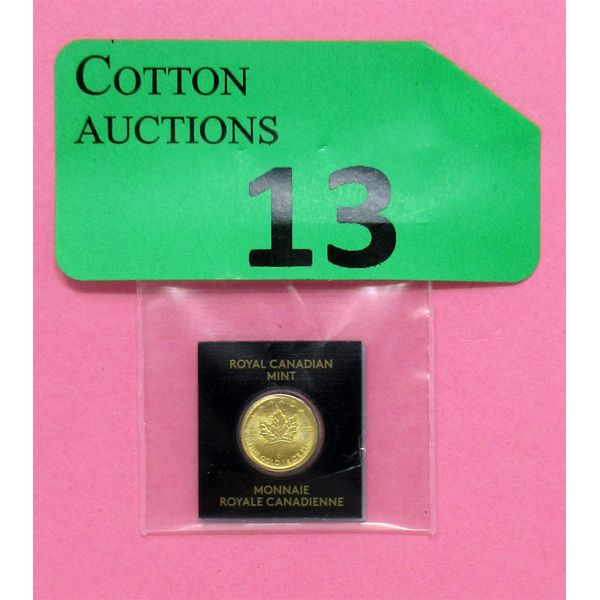 COTTON
AUCTIONS
13
ROYAL CANADIAN
MINT
MONNAIE
ROYALE CANADIENNE